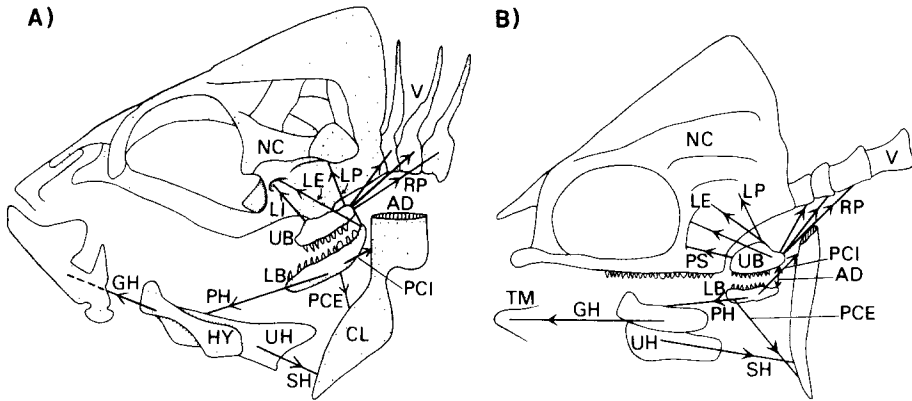 A)
V
NC
LE
LP
LI
RP
AD
UB
LB
PH
PCI
PCE
GH
HY
UH
CL
SH
B)
NC
V
LE
LP
RP
PS
UB
PCI
LB
AD
TM
GH
PH
PCE
UH
SH